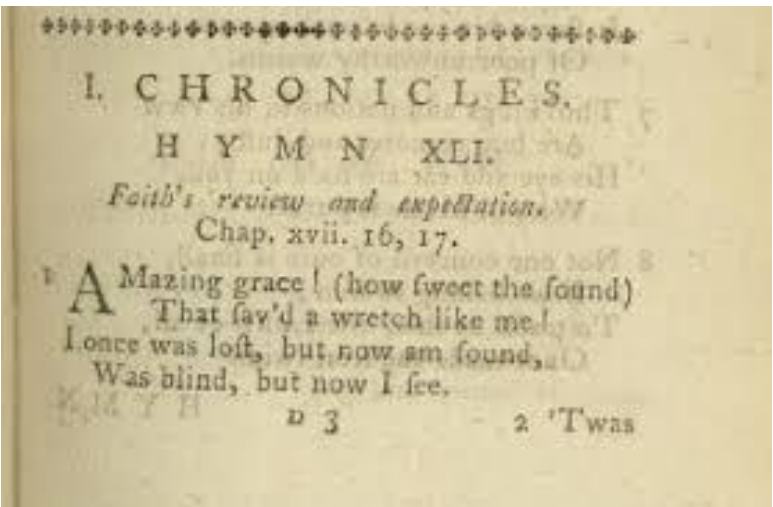 I. CHRONICLES.
HYMN XLI.
Faith's review and expectation.
Chap. xvii. 16, 17.
1 AMazing grace! (how ſweet the ſound)
That ſav'd a wretch like me!
I once was loſt, but now am found,
Was blind, but now I ſee.
D 3 2 'Twas